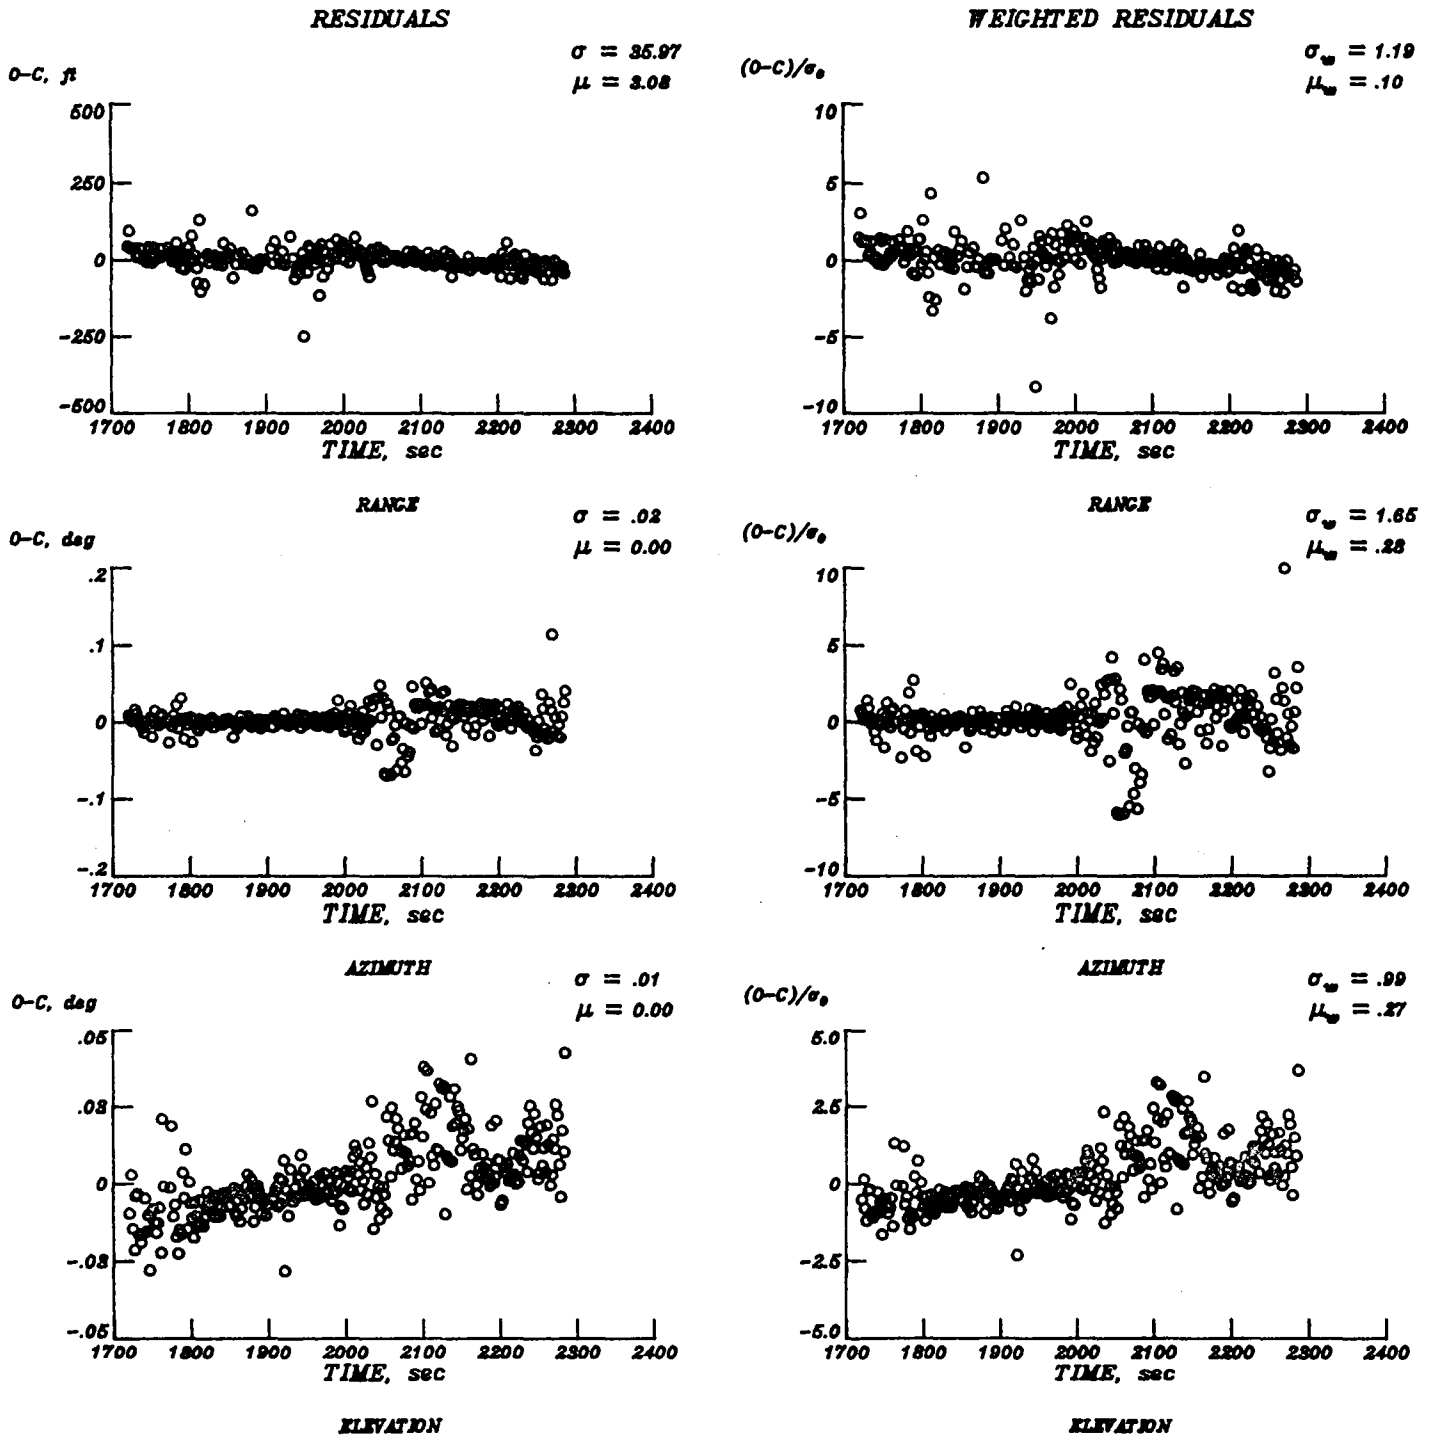 RESIDUALS
WEIGHTED RESIDUALS
O-C, ft
σ = 35.97
μ = 3.08
(O-C)/σ₀
σw = 1.19
μw = .10
500
250
0
-250
-500
1700 1800 1900 2000 2100 2200 2300 2400
TIME, sec
RANGE
10
5
0
-5
-10
1700 1800 1900 2000 2100 2200 2300 2400
TIME, sec
RANGE
O-C, deg
σ = .02
μ = 0.00
(O-C)/σ₀
σw = 1.65
μw = .28
.2
.1
0
-.1
-.2
1700 1800 1900 2000 2100 2200 2300 2400
TIME, sec
AZIMUTH
10
5
0
-5
-10
1700 1800 1900 2000 2100 2200 2300 2400
TIME, sec
AZIMUTH
O-C, deg
σ = .01
μ = 0.00
(O-C)/σ₀
σw = .99
μw = .27
.05
.03
0
-.03
-.05
1700 1800 1900 2000 2100 2200 2300 2400
TIME, sec
ELEVATION
5.0
2.5
0
-2.5
-5.0
1700 1800 1900 2000 2100 2200 2300 2400
TIME, sec
ELEVATION